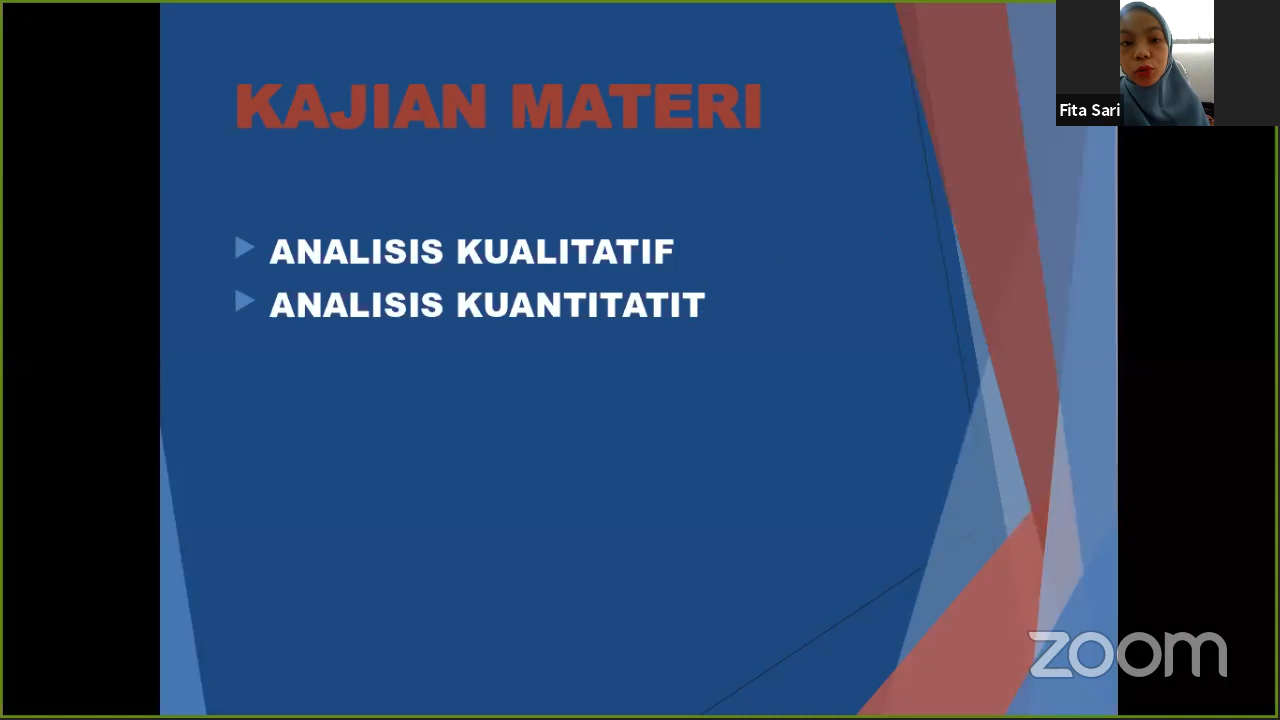 KAJIAN MATERI
ANALISIS KUALITATIF
ANALISIS KUANTITATIT
Fita Sari
zoom